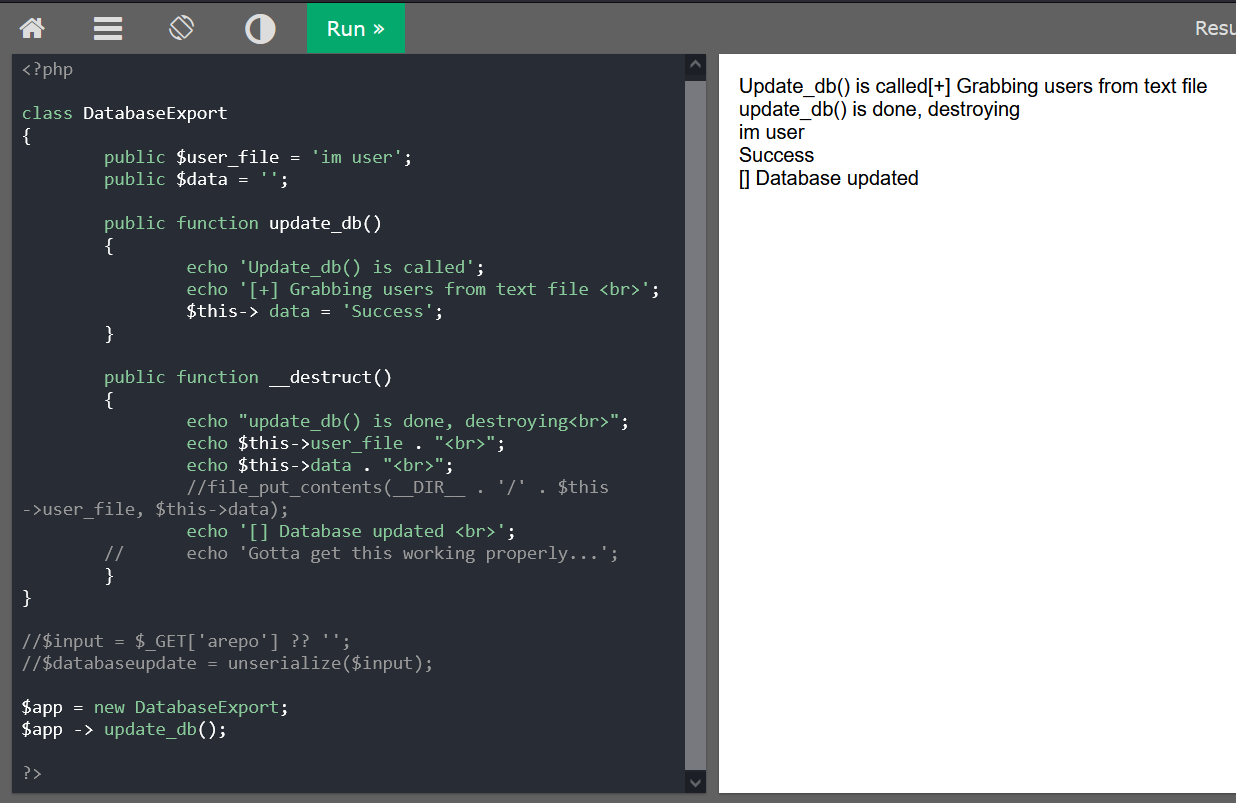 Run »
Resu
<?php
class DatabaseExport
{
public $user_file = 'im user';
public $data = '';
public function update_db()
{
echo 'Update_db() is called';
echo '[+] Grabbing users from text file <br>';
$this-> data = 'Success';
}
public function __destruct()
{
echo "update_db() is done, destroying<br>";
echo $this->user_file . "<br>";
echo $this->data . "<br>";
//file_put_contents(__DIR__ . '/' . $this
->user_file, $this->data);
echo '[] Database updated <br>';
// echo 'Gotta get this working properly...';
}
}
//$input = $_GET['arepo'] ?? '';
//$databaseupdate = unserialize($input);
$app = new DatabaseExport;
$app -> update_db();
?>
Update_db() is called[+] Grabbing users from text file
update_db() is done, destroying
im user
Success
[] Database updated